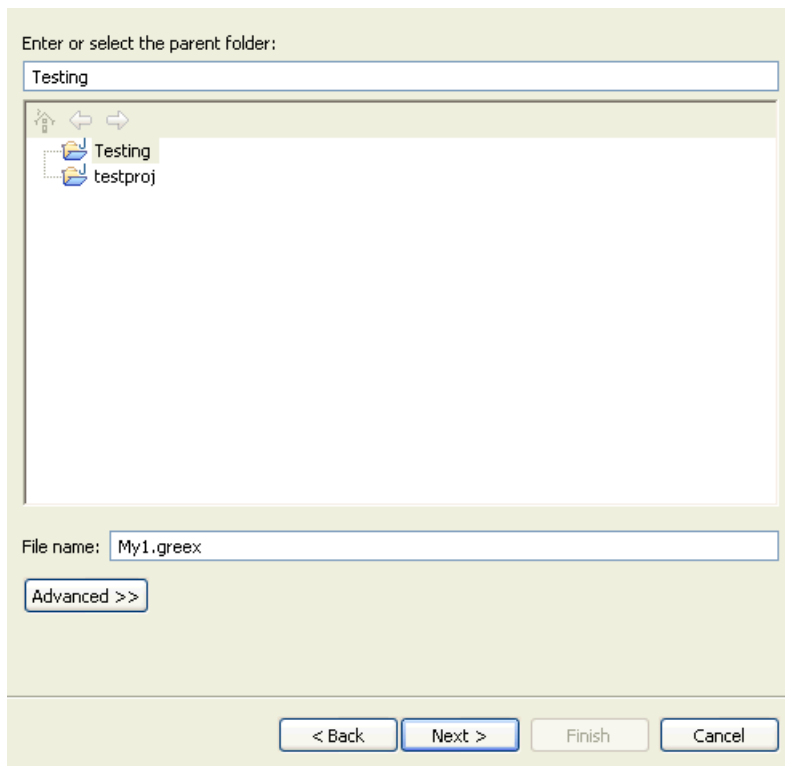 Enter or select the parent folder:
Testing
Testing
testproj
File name: My1.greex
Advanced >>
< Back Next > Finish Cancel